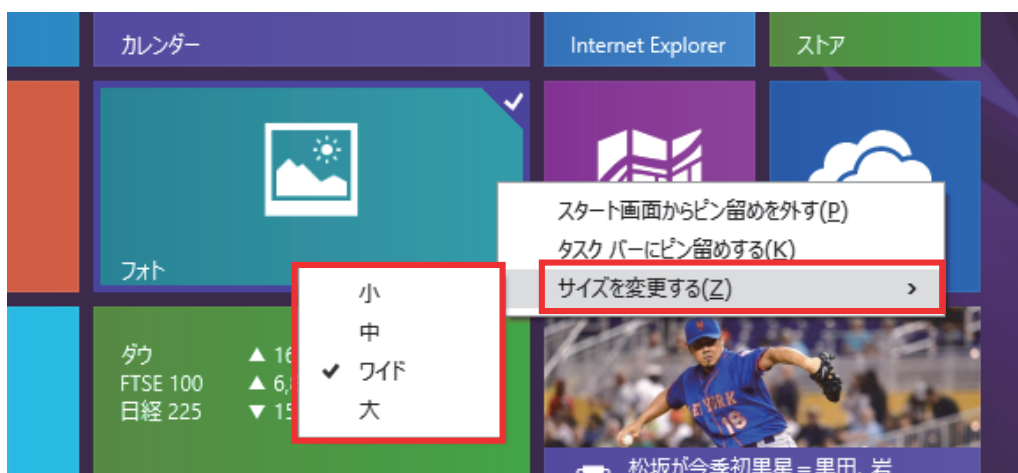 カレンダー
Internet Explorer
ストア
フォト
スタート画面からピン留めを外す(P)
タスク バーにピン留めする(K)
サイズを変更する(Z)
小
中
ワイド
大
ダウ ▲ 16
FTSE 100 ▲ 6,
日経 225 ▼ 15
松坂が今季初黒星=黒田、岩